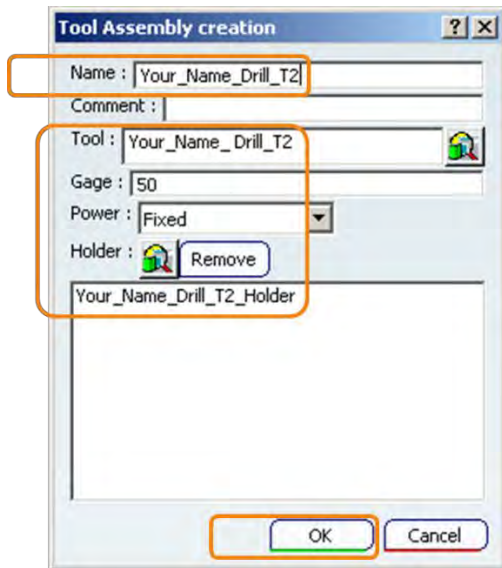 Tool Assembly creation ? X
Name : Your_Name_Drill_T2
Comment :
Tool : Your_Name_ Drill_T2
Gage : 50
Power : Fixed
Holder : Remove
Your_Name_Drill_T2_Holder
OK Cancel